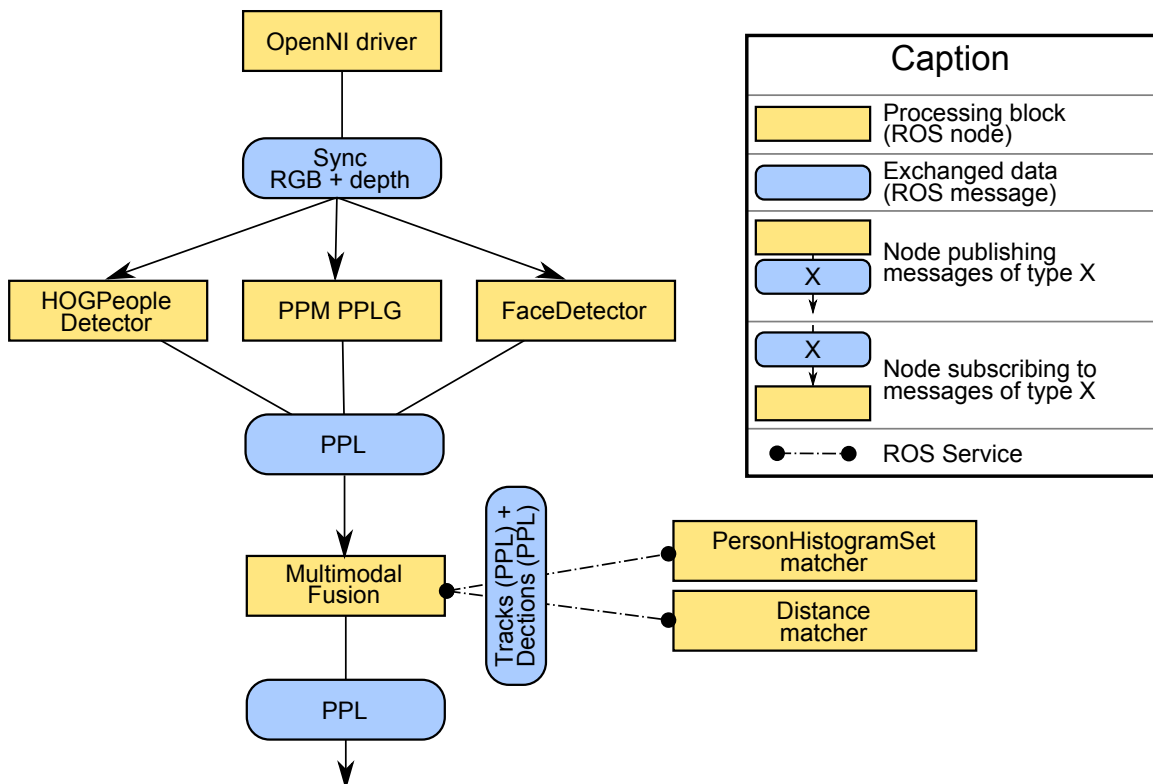 OpenNI driver
Sync
RGB + depth
HOGPeople
Detector
PPM PPLG
FaceDetector
PPL
Multimodal
Fusion
Tracks (PPL) +
Dections (PPL)
PersonHistogramSet
matcher
Distance
matcher
PPL
Caption
Processing block
(ROS node)
Exchanged data
(ROS message)
X
Node publishing
messages of type X
X
Node subscribing to
messages of type X
ROS Service